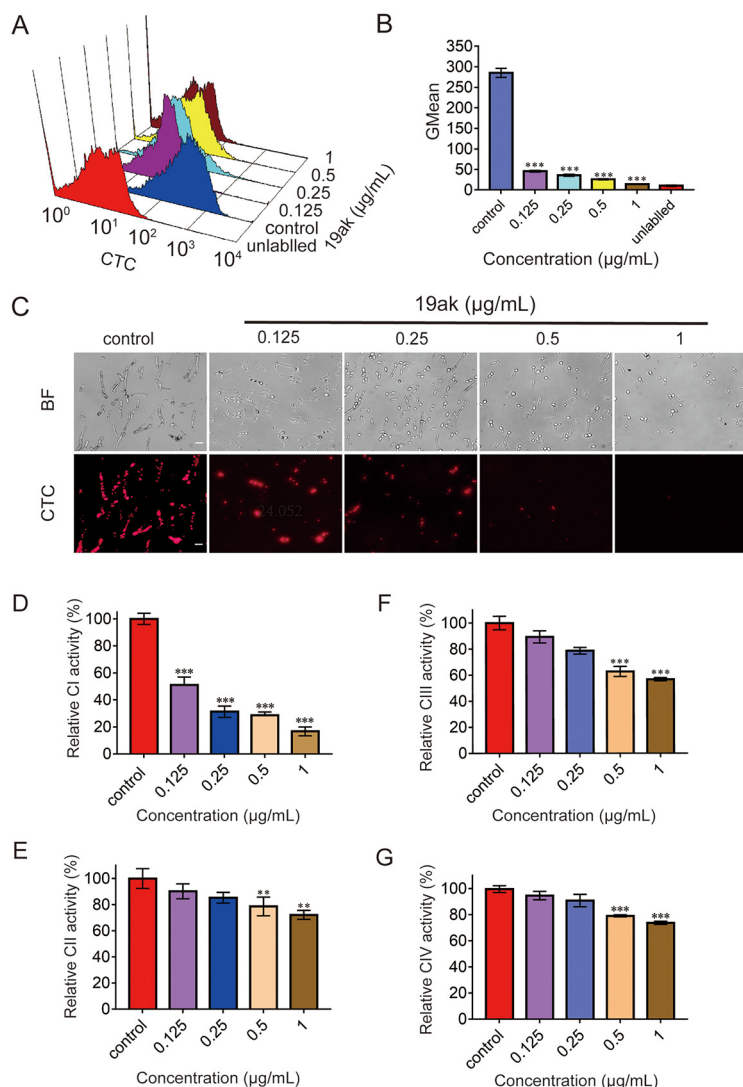 A
10⁰
10¹
10²
10³
10⁴
CTC
1
0.5
0.25
0.125
control
unlablled
19ak (µg/mL)
B
GMean
350
300
250
200
150
100
50
0
***
***
***
***
control
0.125
0.25
0.5
1
unlablled
Concentration (µg/mL)
C
19ak (µg/mL)
control
0.125
0.25
0.5
1
BF
CTC
24.052
D
Relative CI activity (%)
100
80
60
40
20
0
***
***
***
***
control
0.125
0.25
0.5
1
Concentration (µg/mL)
F
Relative CIII activity (%)
100
80
60
40
20
0
***
***
control
0.125
0.25
0.5
1
Concentration (µg/mL)
E
Relative CII activity (%)
100
80
60
40
20
0
**
**
control
0.125
0.25
0.5
1
Concentration (µg/mL)
G
Relative CIV activity (%)
100
80
60
40
20
0
***
***
control
0.125
0.25
0.5
1
Concentration (µg/mL)